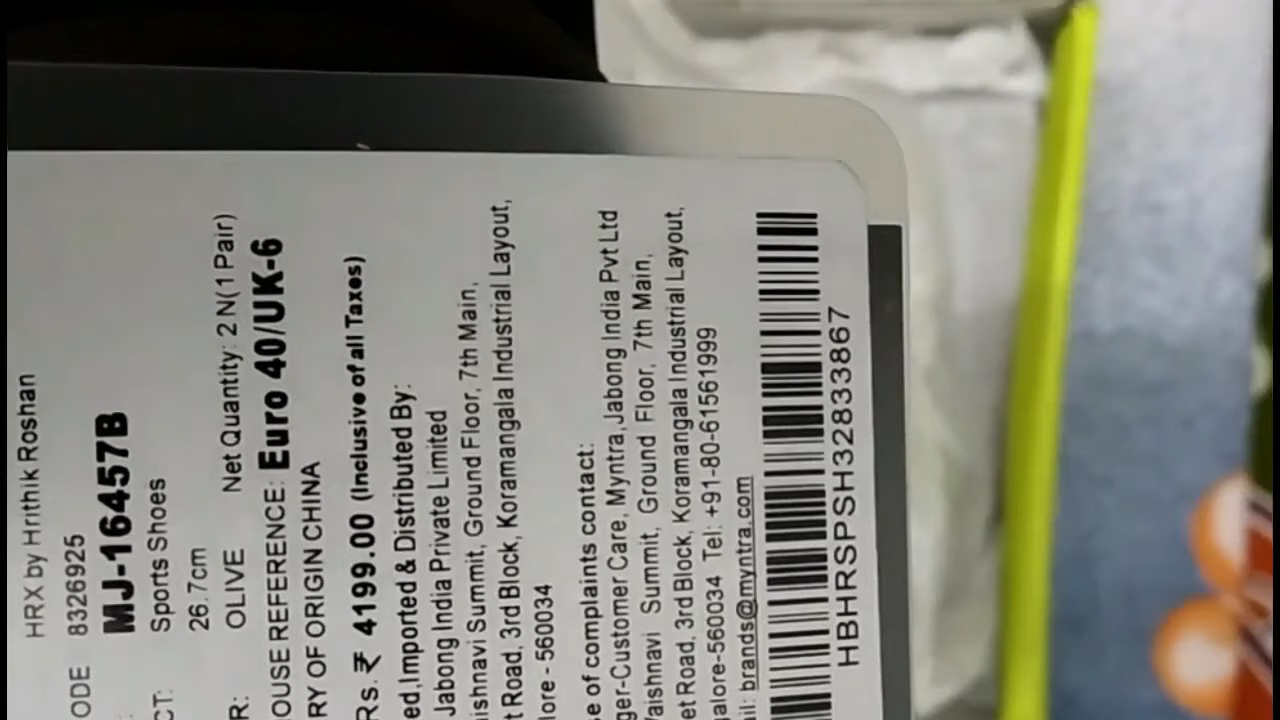 HRX by Hrithik Roshan
ODE 8326925
: MJ-16457B
CT: Sports Shoes
26.7cm
R: OLIVE Net Quantity: 2 N(1 Pair)
OUSE REFERENCE: Euro 40/UK-6
RY OF ORIGIN CHINA
Rs. ₹ 4199.00 (Inclusive of all Taxes)
ed,Imported & Distributed By:
Jabong India Private Limited
ishnavi Summit, Ground Floor, 7th Main,
t Road, 3rd Block, Koramangala Industrial Layout,
lore - 560034
se of complaints contact:
ger-Customer Care, Myntra,Jabong India Pvt Ltd
Vaishnavi Summit, Ground Floor, 7th Main,
et Road, 3rd Block, Koramangala Industrial Layout,
galore-560034 Tel: +91-80-61561999
il: brands@myntra.com
HBHRSPSH32833867